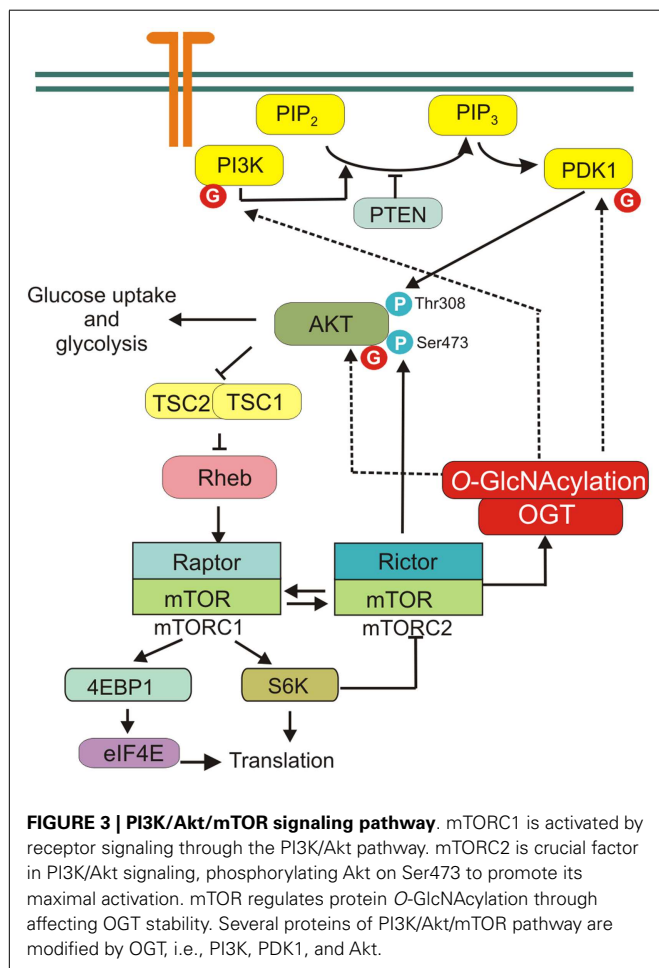 PIP2
PIP3
PI3K
PDK1
G
G
PTEN
Glucose uptake
and
glycolysis
AKT
P
Thr308
P
Ser473
G
TSC2
TSC1
Rheb
O-GlcNAcylation
OGT
Raptor
mTOR
mTORC1
Rictor
mTOR
mTORC2
4EBP1
S6K
eIF4E
Translation
FIGURE 3 | PI3K/Akt/mTOR signaling pathway. mTORC1 is activated by
receptor signaling through the PI3K/Akt pathway. mTORC2 is crucial factor
in PI3K/Akt signaling, phosphorylating Akt on Ser473 to promote its
maximal activation. mTOR regulates protein O-GlcNAcylation through
affecting OGT stability. Several proteins of PI3K/Akt/mTOR pathway are
modified by OGT, i.e., PI3K, PDK1, and Akt.